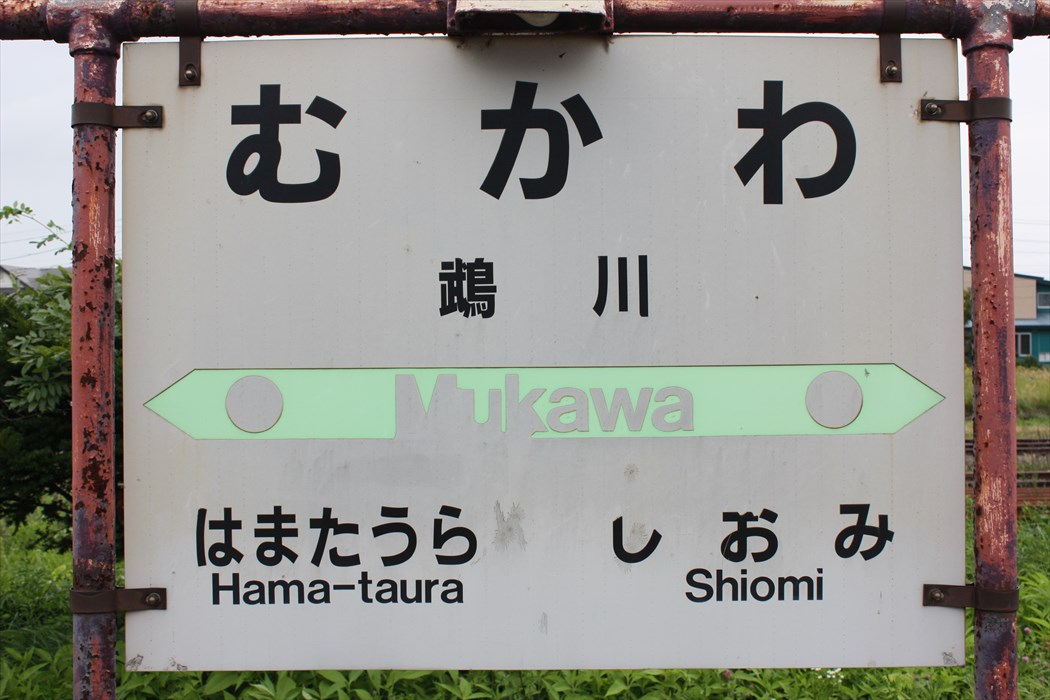 むかわ
鵡川
Mukawa
はまたうら しおみ
Hama-taura Shiomi